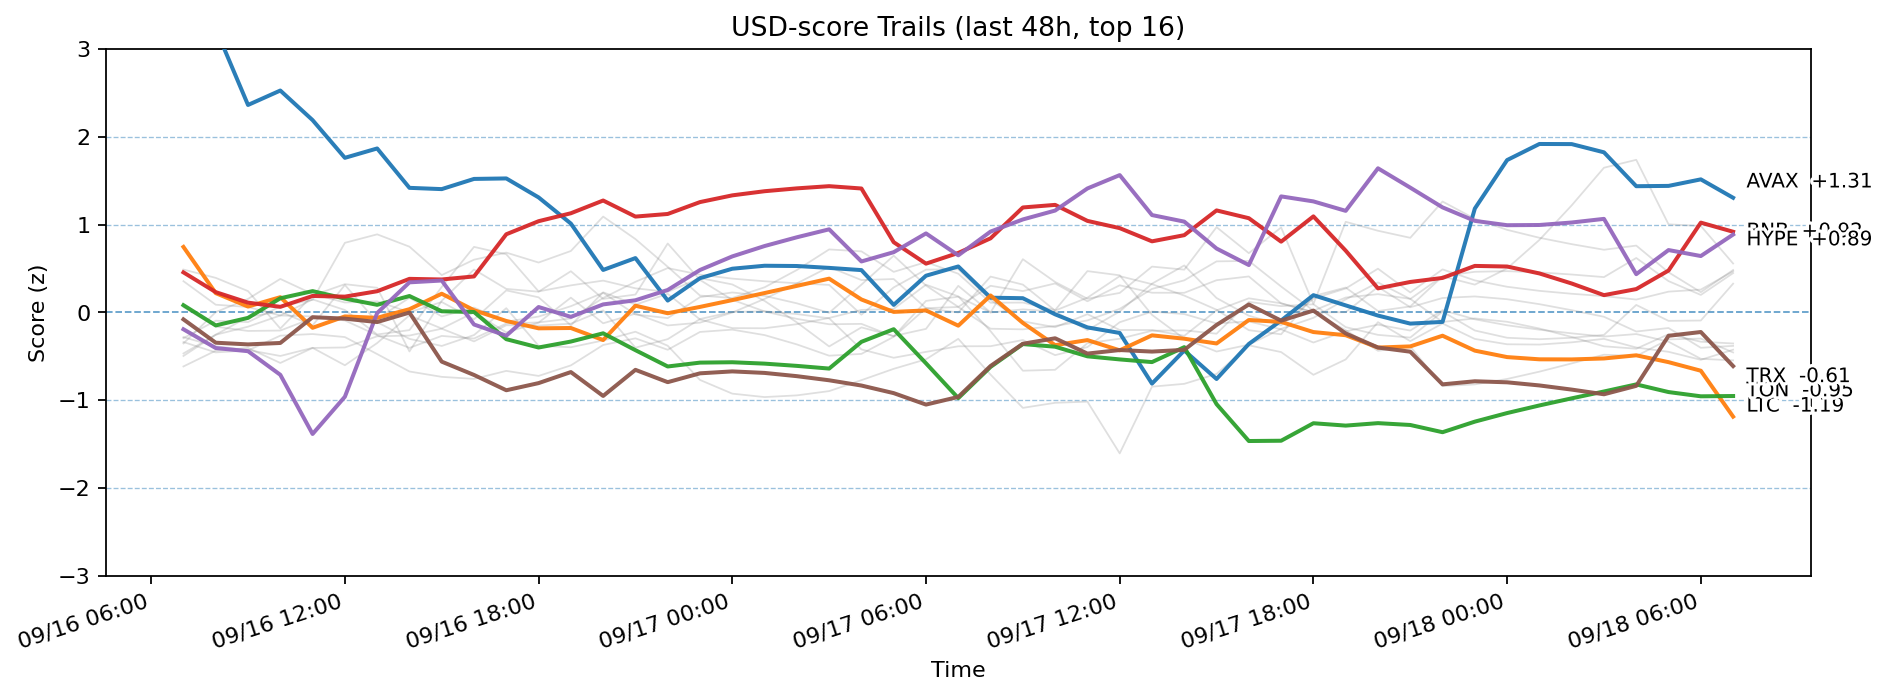 USD-score Trails (last 48h, top 16)
Score (z)
3
2
1
0
−1
−2
−3
AVAX +1.31
HYPE +0.89
TRX -0.61
TON -0.95
LTC -1.19
09/16 06:00
09/16 12:00
09/16 18:00
09/17 00:00
09/17 06:00
09/17 12:00
09/17 18:00
09/18 00:00
09/18 06:00
Time